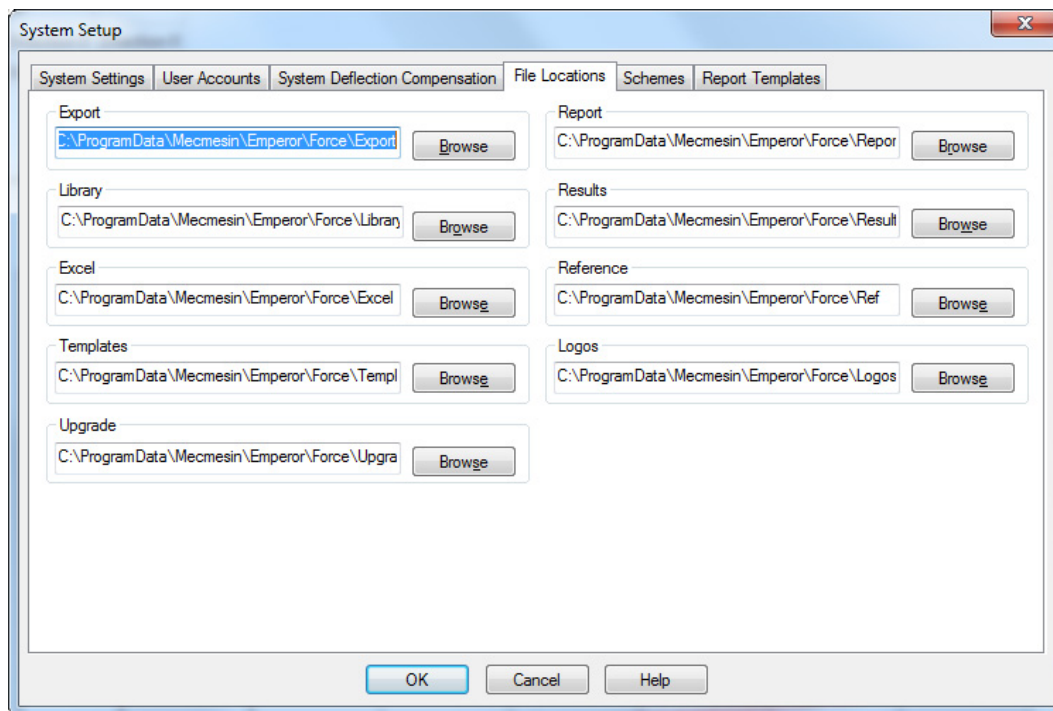 System Setup
System Settings User Accounts System Deflection Compensation File Locations Schemes Report Templates
Export Report
C:\ProgramData\Mecmesin\Emperor\Force\Export Browse C:\ProgramData\Mecmesin\Emperor\Force\Repor Browse
Library Results
C:\ProgramData\Mecmesin\Emperor\Force\Library Browse C:\ProgramData\Mecmesin\Emperor\Force\Result Browse
Excel Reference
C:\ProgramData\Mecmesin\Emperor\Force\Excel Browse C:\ProgramData\Mecmesin\Emperor\Force\Ref Browse
Templates Logos
C:\ProgramData\Mecmesin\Emperor\Force\Templ Browse C:\ProgramData\Mecmesin\Emperor\Force\Logos Browse
Upgrade
C:\ProgramData\Mecmesin\Emperor\Force\Upgra Browse
OK Cancel Help